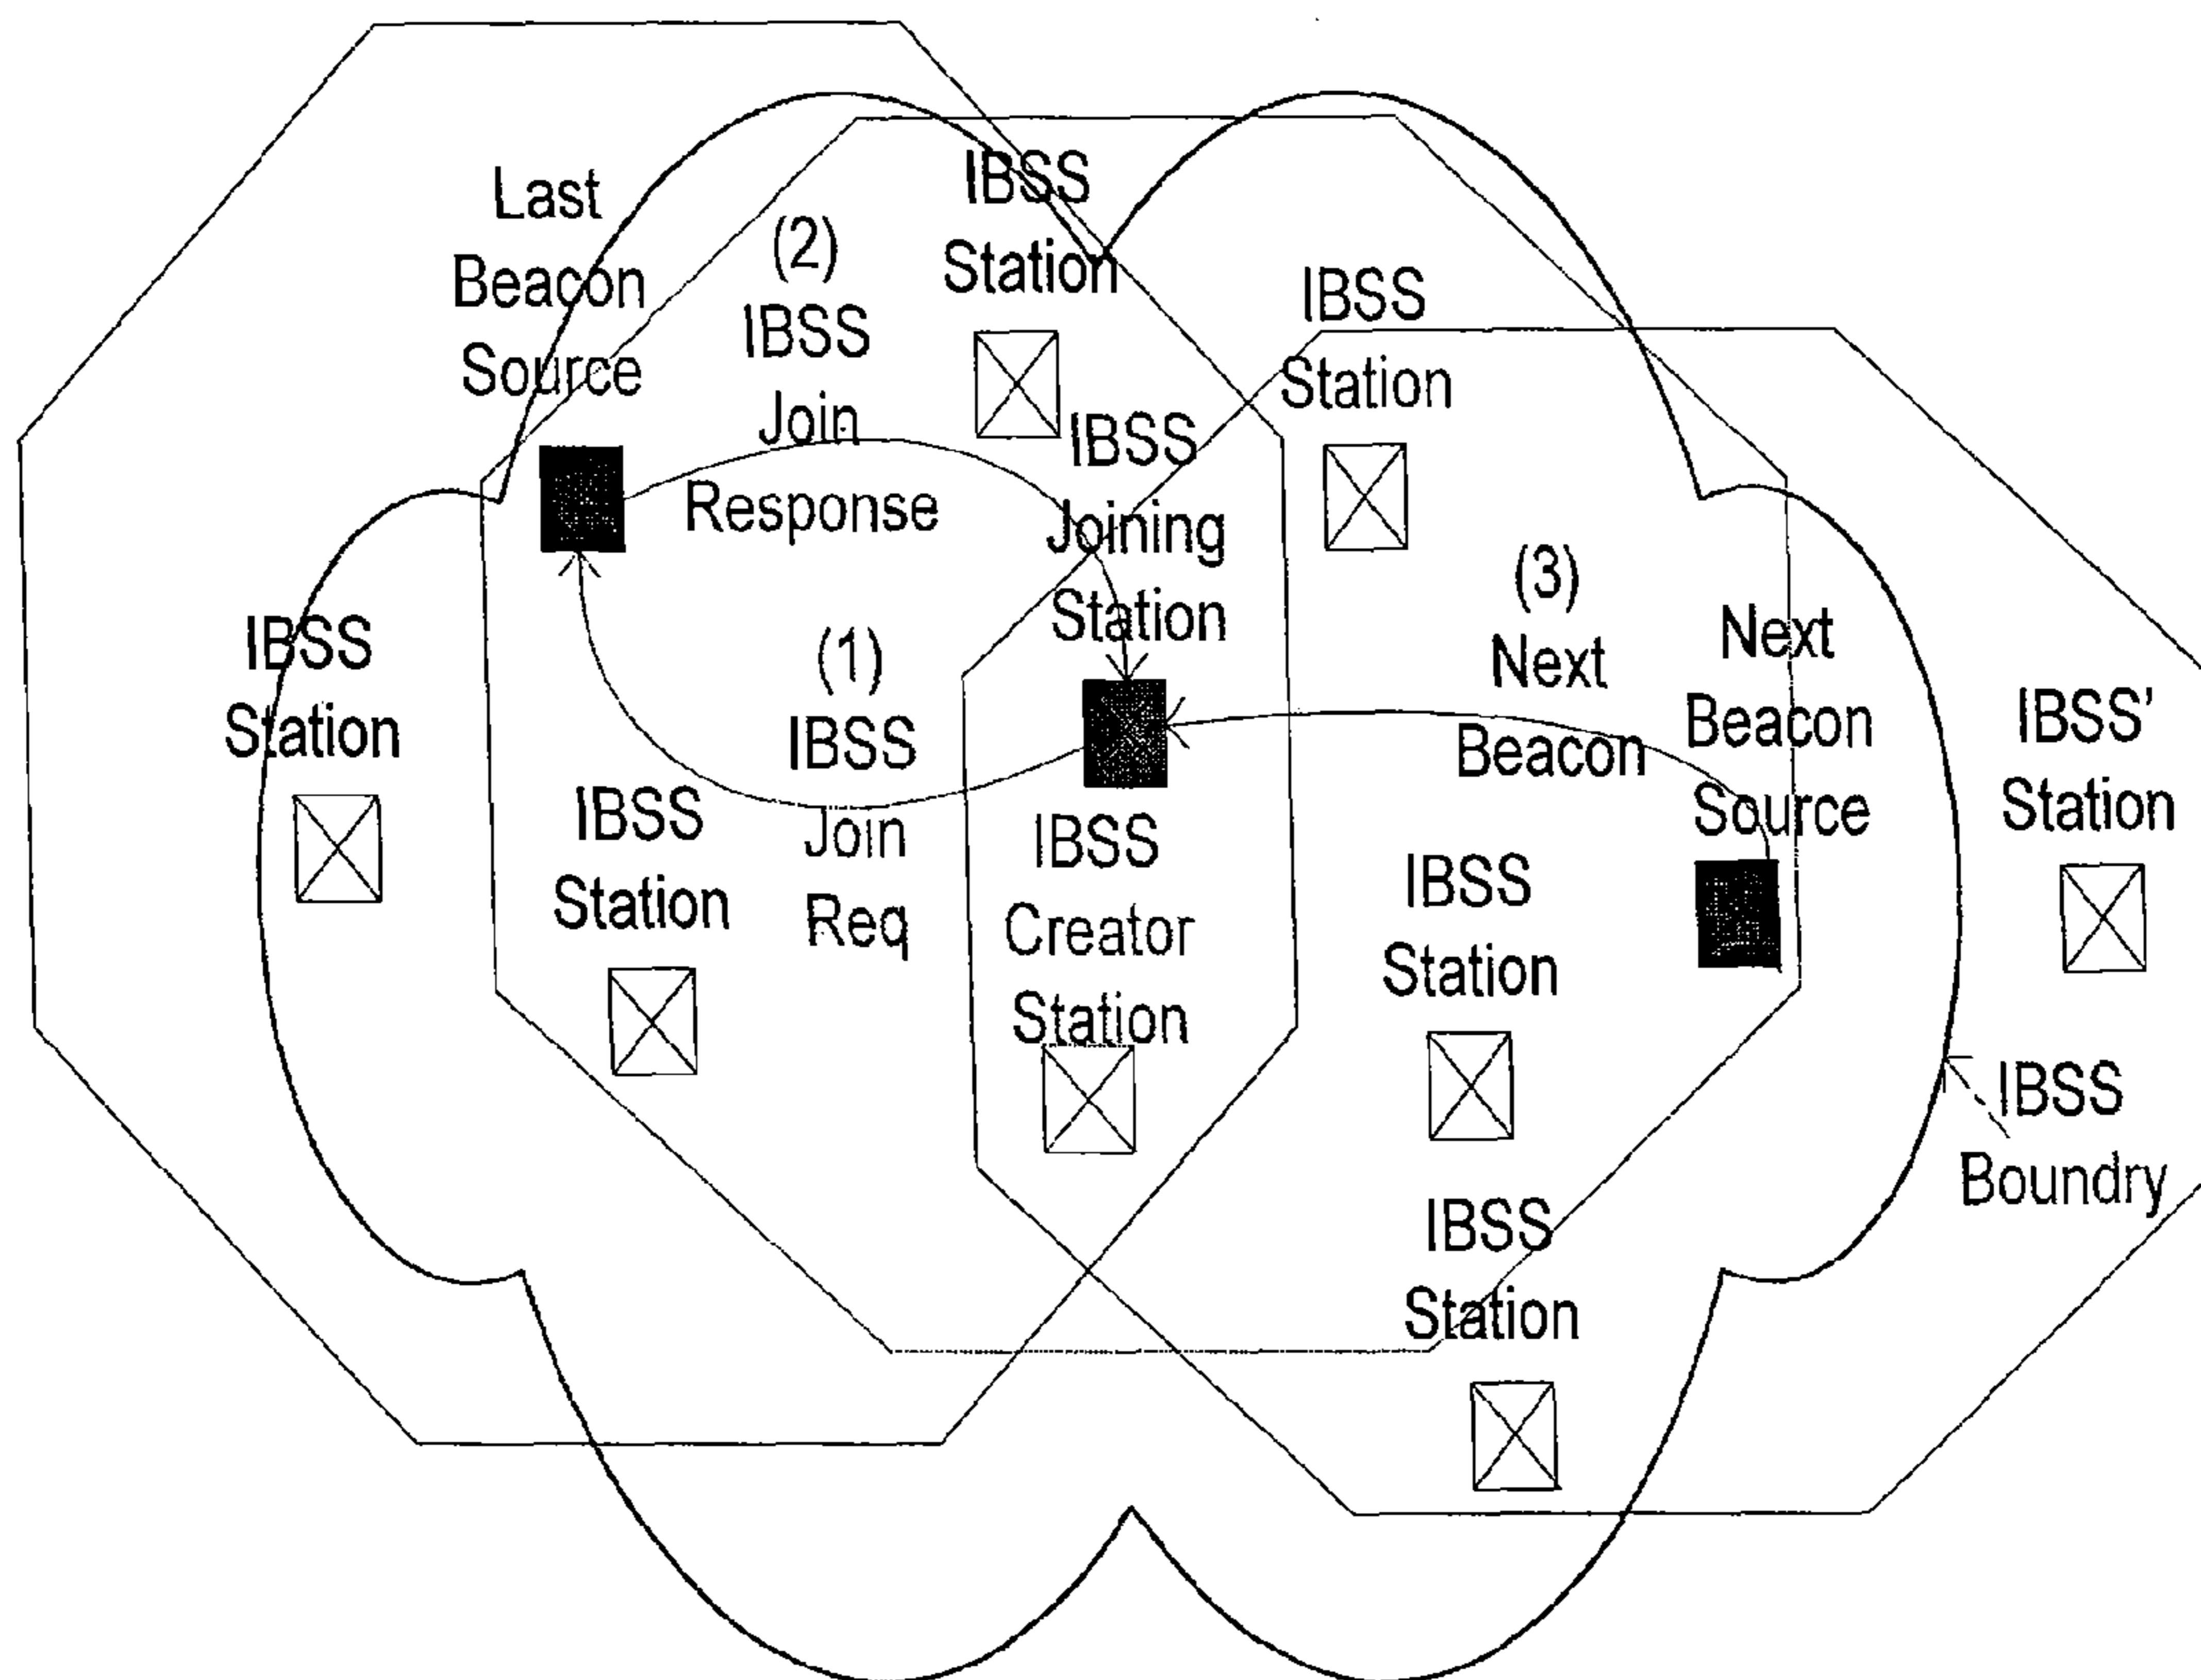 Last
Beacon
Source
(2)
IBSS
Join
Response
IBSS
Station
IBSS
Station
IBSS
Joining
Station
(3)
Next
Beacon
Next
Beacon
Source
IBSS'
Station
IBSS
Station
(1)
IBSS
Join
Req
IBSS
Station
IBSS
Creator
Station
IBSS
Station
IBSS
Boundry
IBSS
Station